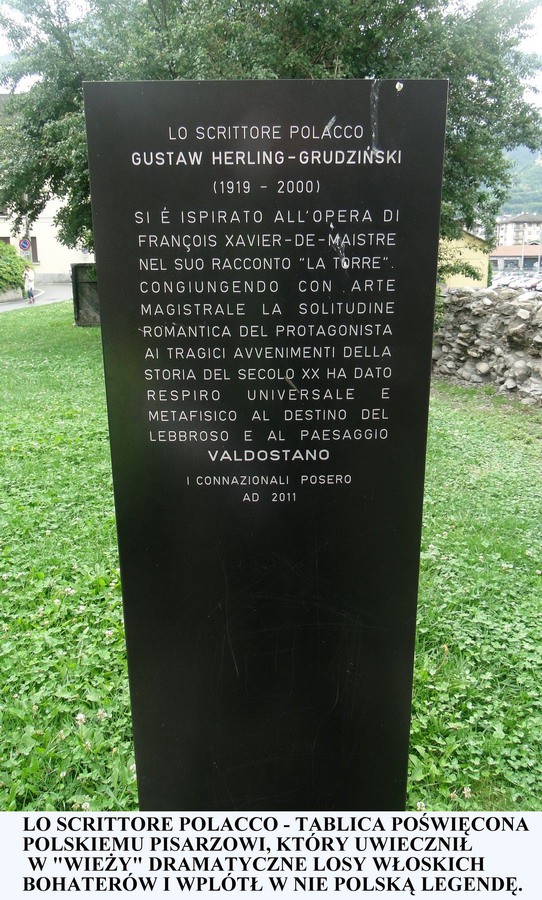 LO SCRITTORE POLACCO
GUSTAW HERLING-GRUDZIŃSKI
(1919 - 2000)
SI É ISPIRATO ALL'OPERA DI
FRANÇOIS XAVIER-DE-MAISTRE
NEL SUO RACCONTO "LA TORRE".
CONGIUNGENDO CON ARTE
MAGISTRALE LA SOLITUDINE
ROMANTICA DEL PROTAGONISTA
AI TRAGICI AVVENIMENTI DELLA
STORIA DEL SECOLO XX HA DATO
RESPIRO UNIVERSALE E
METAFISICO AL DESTINO DEL
LEBBROSO E AL PAESAGGIO
VALDOSTANO
I CONNAZIONALI POSERO
AD 2011
LO SCRITTORE POLACCO - TABLICA POŚWIĘCONA
POLSKIEMU PISARZOWI, KTÓRY UWIECZNIŁ
W "WIEŻY" DRAMATYCZNE LOSY WŁOSKICH
BOHATERÓW I WPLÓTŁ W NIE POLSKĄ LEGENDĘ.